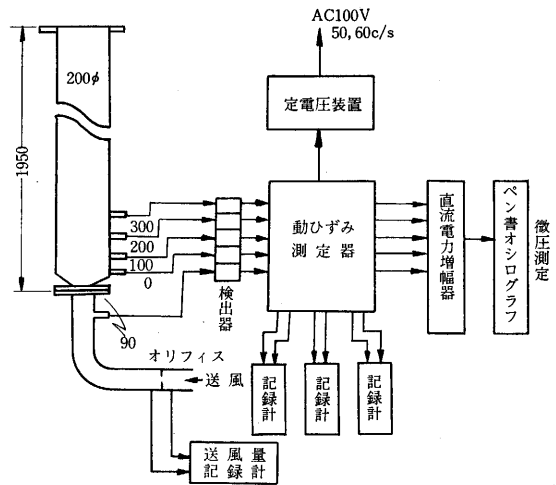 AC100V
50,60c/s
定電圧装置
200φ
1950
300
200
100
0
90
検出器
動ひずみ
測定器
直流電力増幅器
ペン書オシログラフ
微圧測定
オリフィス
送風
記録計
記録計
記録計
送風量
記録計